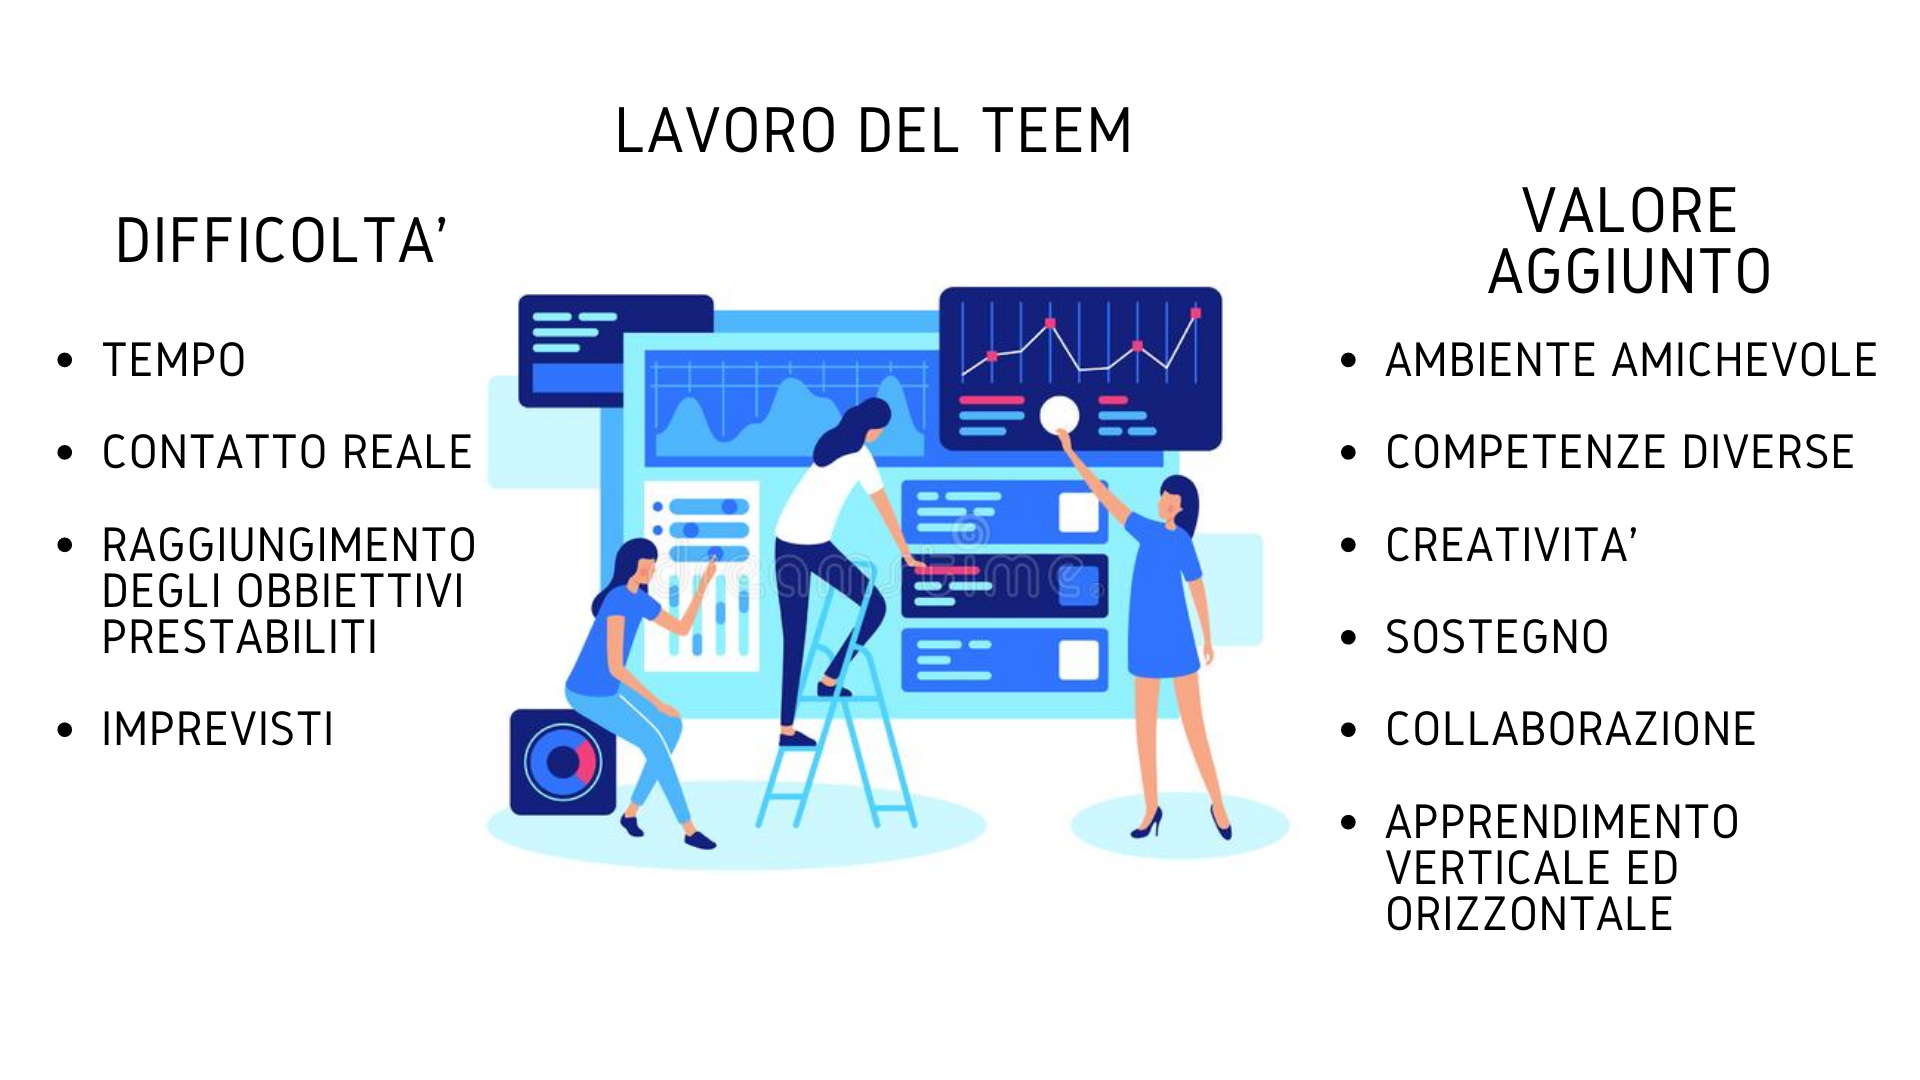 LAVORO DEL TEEM
DIFFICOLTA’
• TEMPO
• CONTATTO REALE
• RAGGIUNGIMENTO
DEGLI OBBIETTIVI
PRESTABILITI
• IMPREVISTI
VALORE
AGGIUNTO
• AMBIENTE AMICHEVOLE
• COMPETENZE DIVERSE
• CREATIVITA’
• SOSTEGNO
• COLLABORAZIONE
• APPRENDIMENTO
VERTICALE ED
ORIZZONTALE
dreamstime.